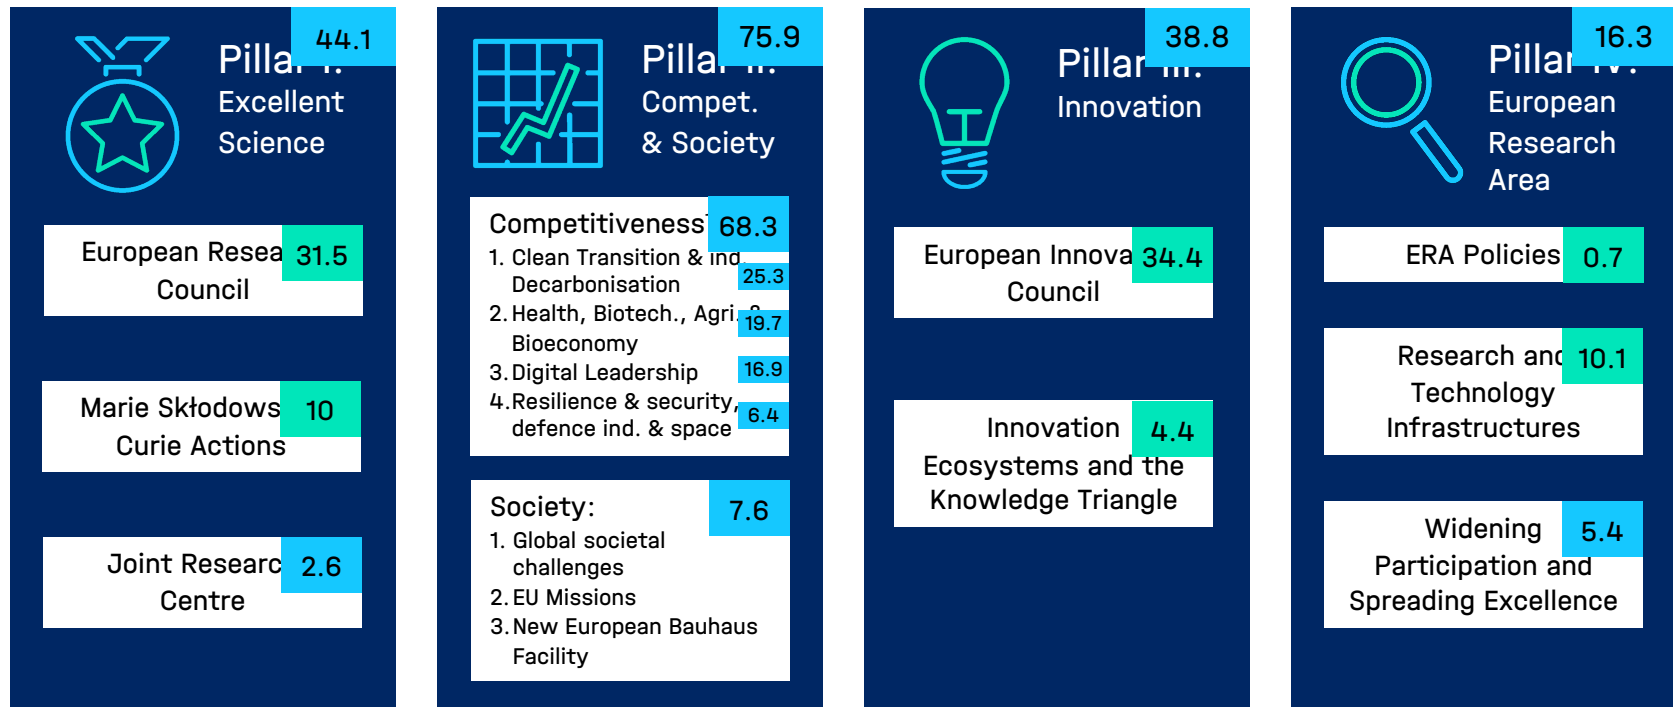 44.1
Pillar I:
Excellent
Science
European Resea
31.5
Council
Marie Skłodows
10
Curie Actions
Joint Researc
2.6
Centre
75.9
Pillar II:
Compet.
& Society
Competitiveness
68.3
1. Clean Transition & ind.
Decarbonisation
25.3
2. Health, Biotech., Agri. &
19.7
Bioeconomy
3. Digital Leadership
16.9
4. Resilience & security,
6.4
defence ind. & space
Society:
7.6
1. Global societal
challenges
2. EU Missions
3. New European Bauhaus
Facility
38.8
Pillar III:
Innovation
European Innova
34.4
Council
Innovation
4.4
Ecosystems and the
Knowledge Triangle
16.3
Pillar IV:
European
Research
Area
ERA Policies
0.7
Research and
10.1
Technology
Infrastructures
Widening
5.4
Participation and
Spreading Excellence